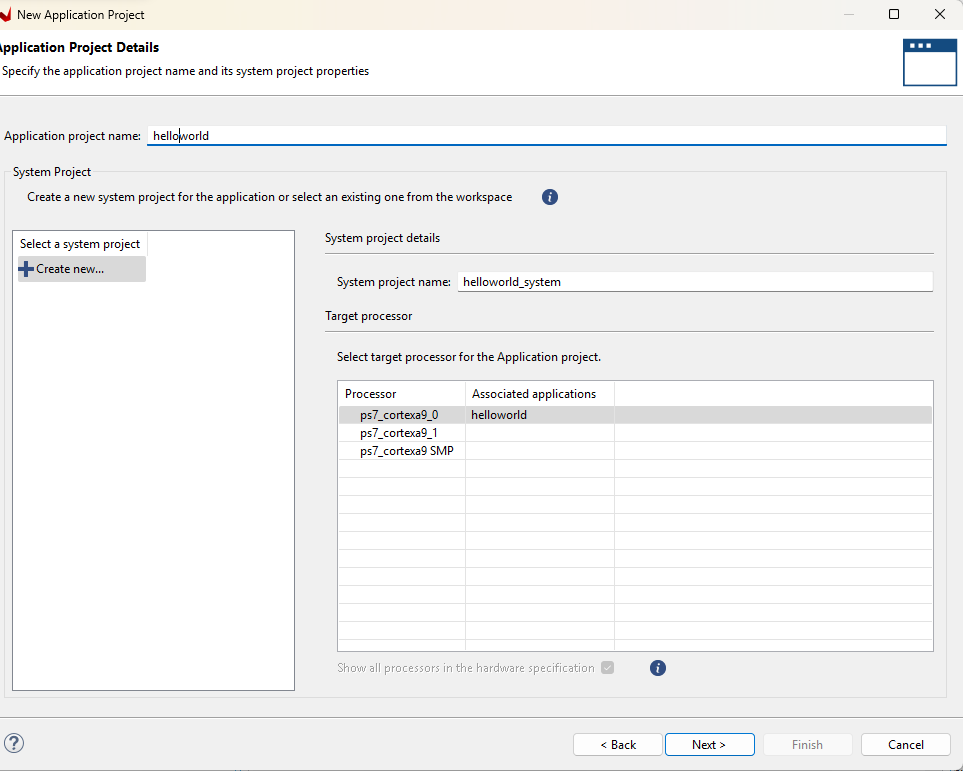 New Application Project
Application Project Details
Specify the application project name and its system project properties
Application project name: helloworld
System Project
Create a new system project for the application or select an existing one from the workspace
Select a system project
Create new...
System project details
System project name: helloworld_system
Target processor
Select target processor for the Application project.
Processor Associated applications
ps7_cortexa9_0 helloworld
ps7_cortexa9_1
ps7_cortexa9 SMP
Show all processors in the hardware specification
< Back Next > Finish Cancel